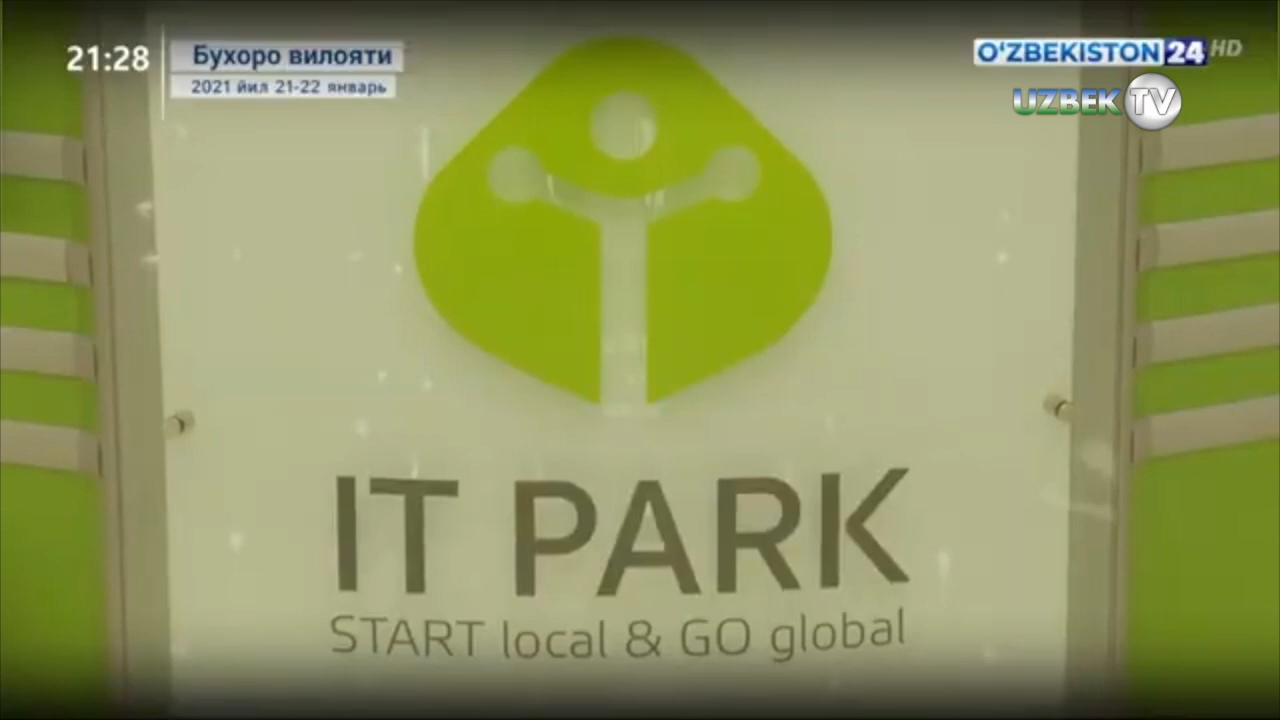 21:28
Бухоро вилояти
2021 йил 21-22 январь
O‘ZBEKISTON 24 HD
UZBEK TV
IT PARK
START local & GO global